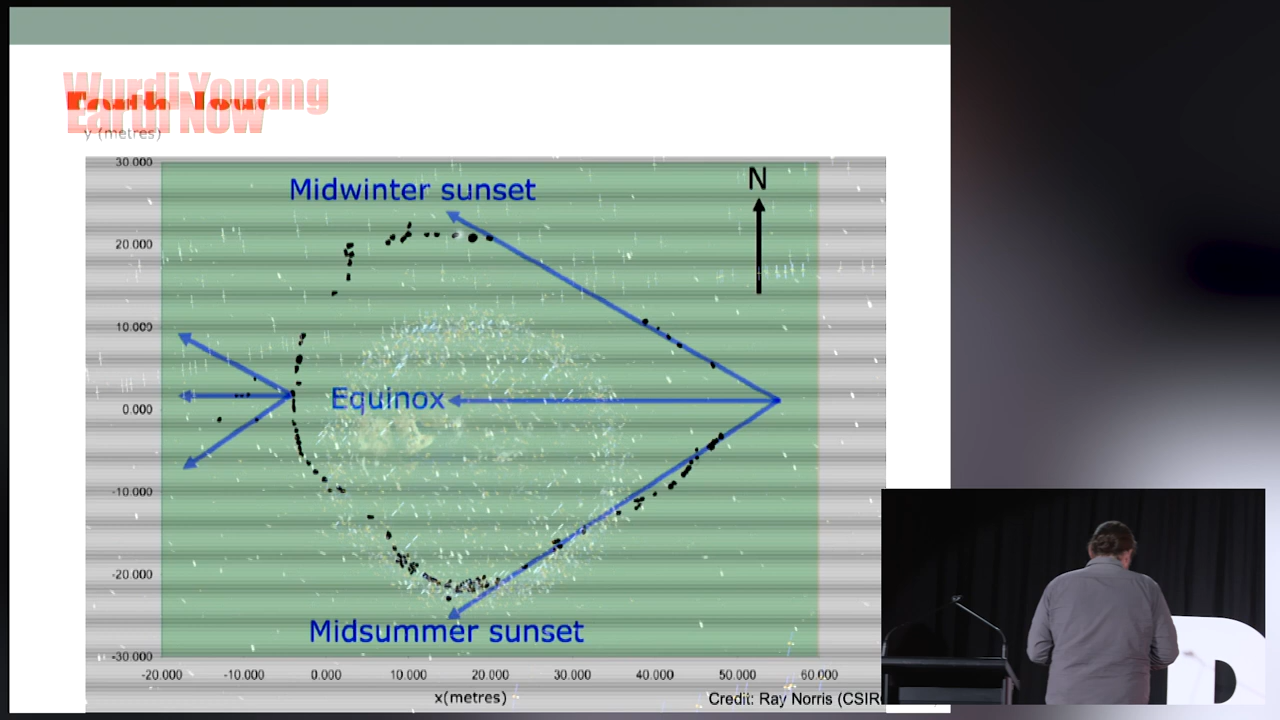 Wurdi Youang
Earth Now
y (metres)
30 000
Midwinter sunset
N
20 000
10.000
Equinox
0.000
-10 000
-20 000
Midsummer sunset
-30 000
-20 000 -10.000 0.000 10 000 20 000 30 000 40 000 50 000 60 000
x(metres)
Credit: Ray Norris (CSIR
D